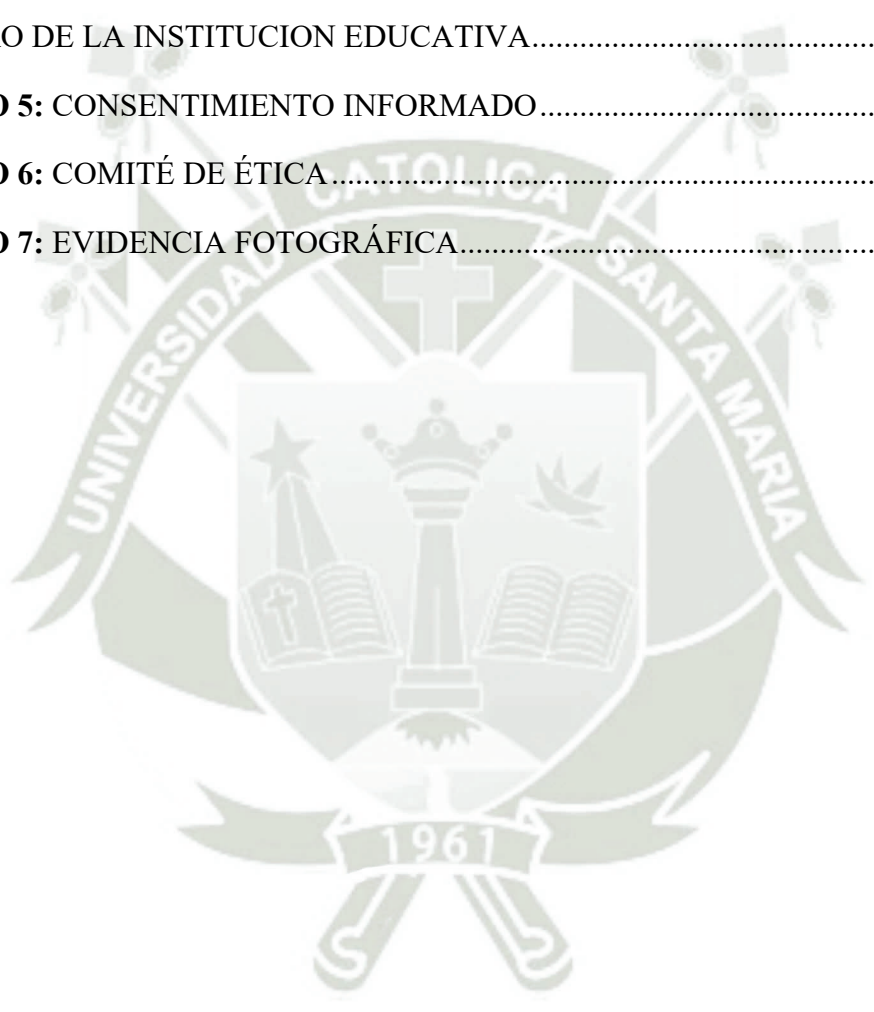 O DE LA INSTITUCION EDUCATIVA........................................
O 5: CONSENTIMIENTO INFORMADO........................................
O 6: COMITÉ DE ÉTICA........................................
O 7: EVIDENCIA FOTOGRÁFICA........................................
UNIVERSIDAD CATOLICA SANTA MARIA
1961